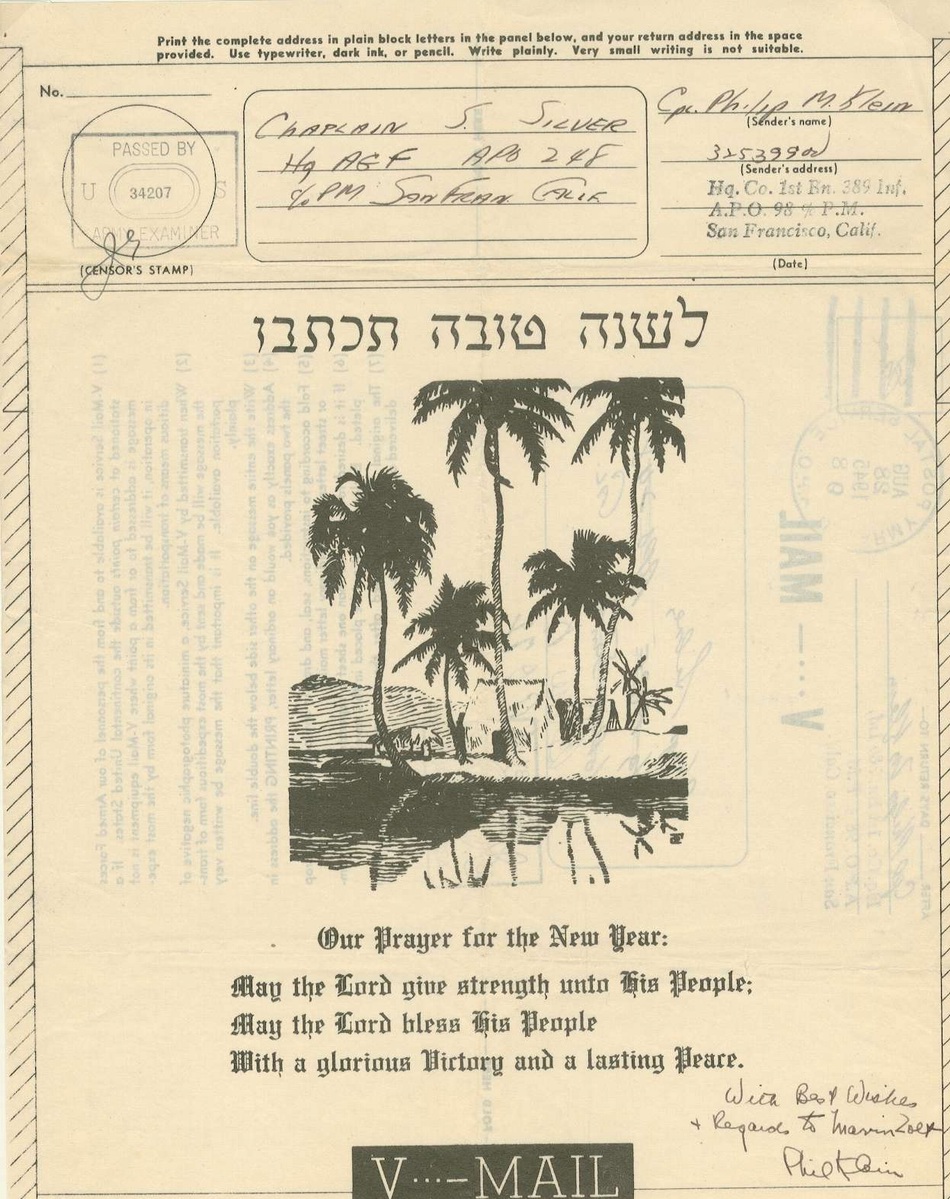 Print the complete address in plain block letters in the panel below, and your return address in the space
provided. Use typewriter, dark ink, or pencil. Write plainly. Very small writing is not suitable.
No.
PASSED BY
U 34207 S
ARMY EXAMINER
(CENSOR'S STAMP)
CHAPLAIN S. SILVER
Hq AGF APO 248
℅ PM SAN FRAN CALIF
Cpl. Philip M. Klein
(Sender's name)
32539900
(Sender's address)
Hq. Co. 1st Bn. 389 Inf.
A.P.O. 98 ℅ P.M.
San Francisco, Calif.
(Date)
לשנה טובה תכתבו
Our Prayer for the New Year:
May the Lord give strength unto His People;
May the Lord bless His People
With a glorious Victory and a lasting Peace.
With Best Wishes
+ Regards to Marvin
Phil Klein
V···—MAIL